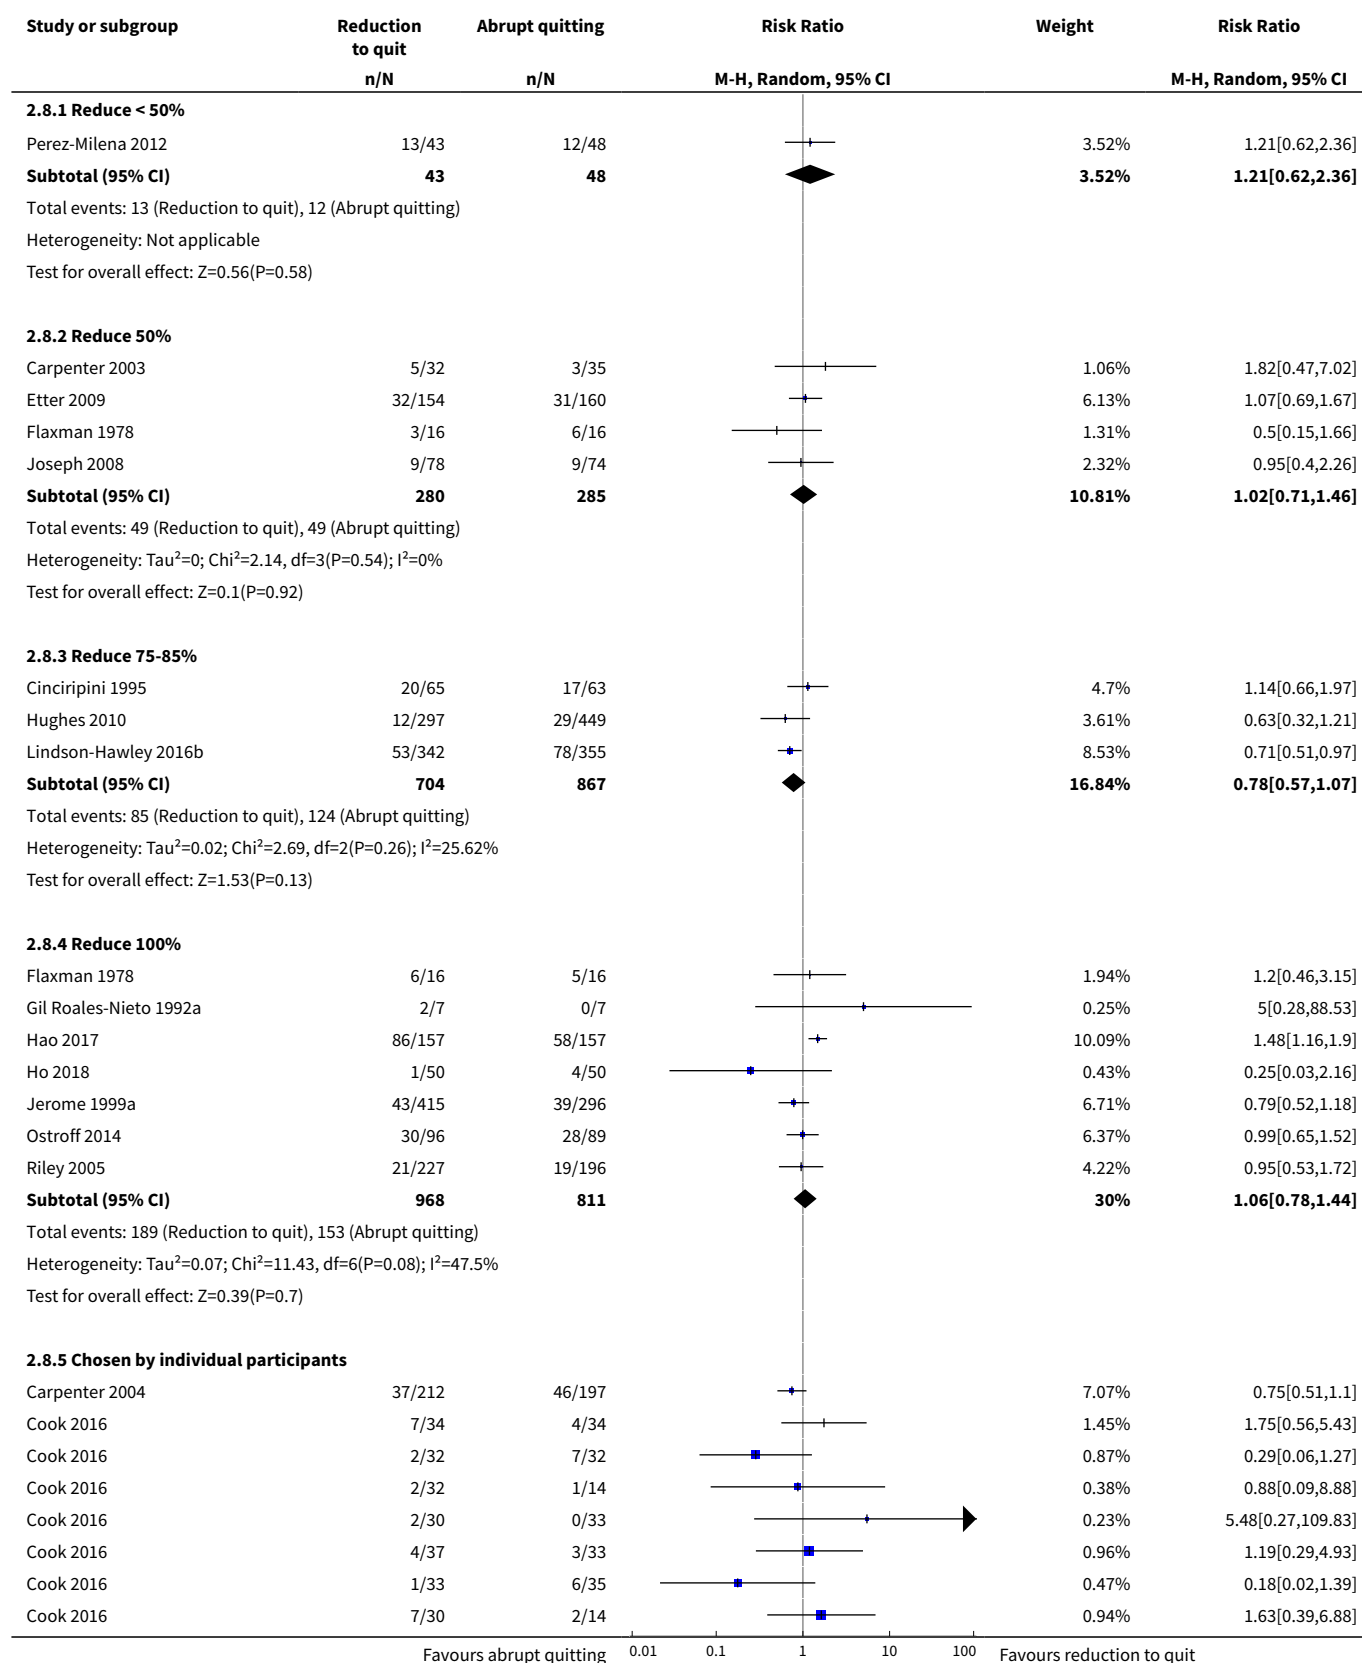 Study or subgroup Reduction to quit Abrupt quitting Risk Ratio Weight Risk Ratio
n/N n/N M-H, Random, 95% CI M-H, Random, 95% CI
2.8.1 Reduce < 50%
Perez-Milena 2012 13/43 12/48 3.52% 1.21[0.62,2.36]
Subtotal (95% CI) 43 48 3.52% 1.21[0.62,2.36]
Total events: 13 (Reduction to quit), 12 (Abrupt quitting)
Heterogeneity: Not applicable
Test for overall effect: Z=0.56(P=0.58)
2.8.2 Reduce 50%
Carpenter 2003 5/32 3/35 1.06% 1.82[0.47,7.02]
Etter 2009 32/154 31/160 6.13% 1.07[0.69,1.67]
Flaxman 1978 3/16 6/16 1.31% 0.5[0.15,1.66]
Joseph 2008 9/78 9/74 2.32% 0.95[0.4,2.26]
Subtotal (95% CI) 280 285 10.81% 1.02[0.71,1.46]
Total events: 49 (Reduction to quit), 49 (Abrupt quitting)
Heterogeneity: Tau²=0; Chi²=2.14, df=3(P=0.54); I²=0%
Test for overall effect: Z=0.1(P=0.92)
2.8.3 Reduce 75-85%
Cinciripini 1995 20/65 17/63 4.7% 1.14[0.66,1.97]
Hughes 2010 12/297 29/449 3.61% 0.63[0.32,1.21]
Lindson-Hawley 2016b 53/342 78/355 8.53% 0.71[0.51,0.97]
Subtotal (95% CI) 704 867 16.84% 0.78[0.57,1.07]
Total events: 85 (Reduction to quit), 124 (Abrupt quitting)
Heterogeneity: Tau²=0.02; Chi²=2.69, df=2(P=0.26); I²=25.62%
Test for overall effect: Z=1.53(P=0.13)
2.8.4 Reduce 100%
Flaxman 1978 6/16 5/16 1.94% 1.2[0.46,3.15]
Gil Roales-Nieto 1992a 2/7 0/7 0.25% 5[0.28,88.53]
Hao 2017 86/157 58/157 10.09% 1.48[1.16,1.9]
Ho 2018 1/50 4/50 0.43% 0.25[0.03,2.16]
Jerome 1999a 43/415 39/296 6.71% 0.79[0.52,1.18]
Ostroff 2014 30/96 28/89 6.37% 0.99[0.65,1.52]
Riley 2005 21/227 19/196 4.22% 0.95[0.53,1.72]
Subtotal (95% CI) 968 811 30% 1.06[0.78,1.44]
Total events: 189 (Reduction to quit), 153 (Abrupt quitting)
Heterogeneity: Tau²=0.07; Chi²=11.43, df=6(P=0.08); I²=47.5%
Test for overall effect: Z=0.39(P=0.7)
2.8.5 Chosen by individual participants
Carpenter 2004 37/212 46/197 7.07% 0.75[0.51,1.1]
Cook 2016 7/34 4/34 1.45% 1.75[0.56,5.43]
Cook 2016 2/32 7/32 0.87% 0.29[0.06,1.27]
Cook 2016 2/32 1/14 0.38% 0.88[0.09,8.88]
Cook 2016 2/30 0/33 0.23% 5.48[0.27,109.83]
Cook 2016 4/37 3/33 0.96% 1.19[0.29,4.93]
Cook 2016 1/33 6/35 0.47% 0.18[0.02,1.39]
Cook 2016 7/30 2/14 0.94% 1.63[0.39,6.88]
Favours abrupt quitting 0.01 0.1 1 10 100 Favours reduction to quit